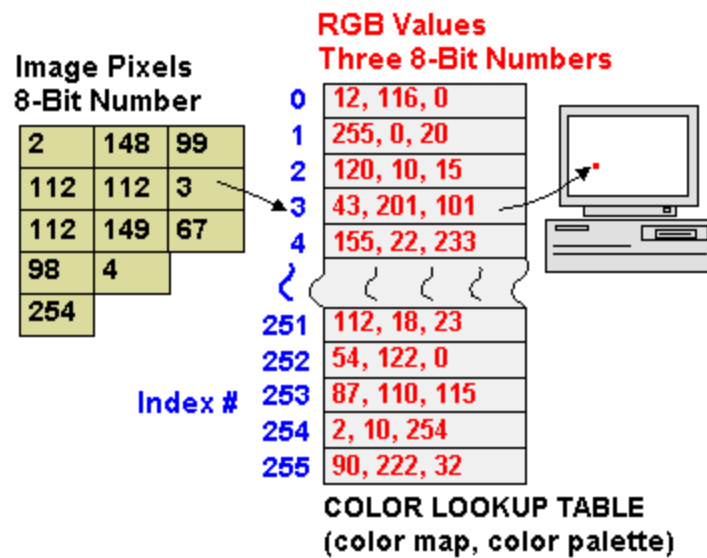 RGB Values
Three 8-Bit Numbers
Image Pixels
8-Bit Number
2 148 99
112 112 3
112 149 67
98 4
254
0 12, 116, 0
1 255, 0, 20
2 120, 10, 15
3 43, 201, 101
4 155, 22, 233
251 112, 18, 23
252 54, 122, 0
253 87, 110, 115
254 2, 10, 254
255 90, 222, 32
Index #
COLOR LOOKUP TABLE
(color map, color palette)